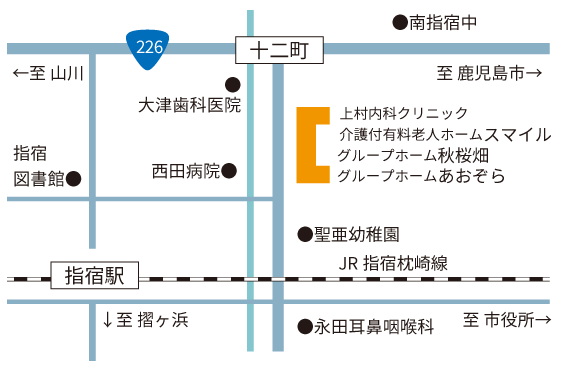 ●南指宿中
226
十二町
←至 山川
至 鹿児島市→
大津歯科医院
上村内科クリニック
介護付有料老人ホームスマイル
グループホーム秋桜畑
グループホームあおぞら
指宿
図書館●
西田病院●
●聖亜幼稚園
JR 指宿枕崎線
指宿駅
↓至 摺ヶ浜
●永田耳鼻咽喉科
至 市役所→